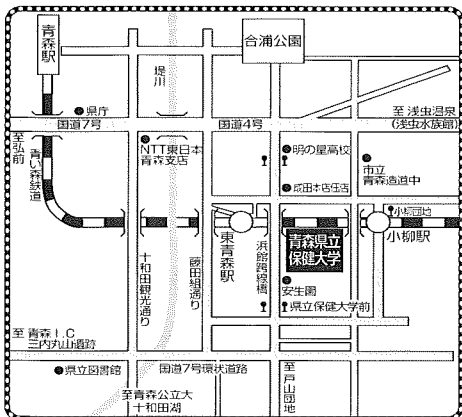 青森駅
合浦公園
堤川
県庁
国道7号
国道4号
至 浅虫温泉
(浅虫水族館)
至弘前
青い森鉄道
NTT東日本
青森支店
明の星高校
成田本店佃店
市立
青森造道中
小柳団地
東青森駅
浜館跨線橋
青森県立
保健大学
小柳駅
十和田観光通り
藤田組通り
安生園
県立保健大学前
至 青森I.C
三内丸山遺跡
県立図書館
国道7号環状道路
至青森公立大
十和田湖
至戸山団地